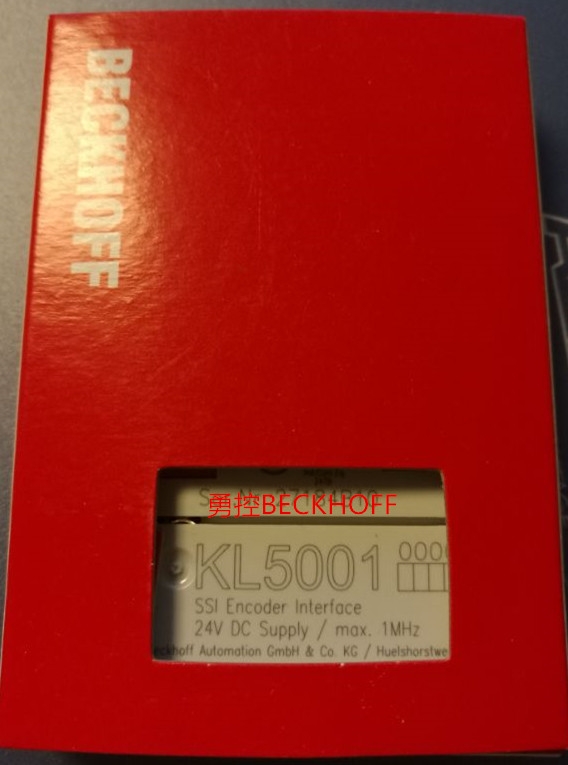 BECKHOFF
勇控BECKHOFF
KL5001
SSI Encoder Interface
24V DC Supply / max. 1MHz
eckhoff Automation GmbH & Co. KG / Huelshorstwe